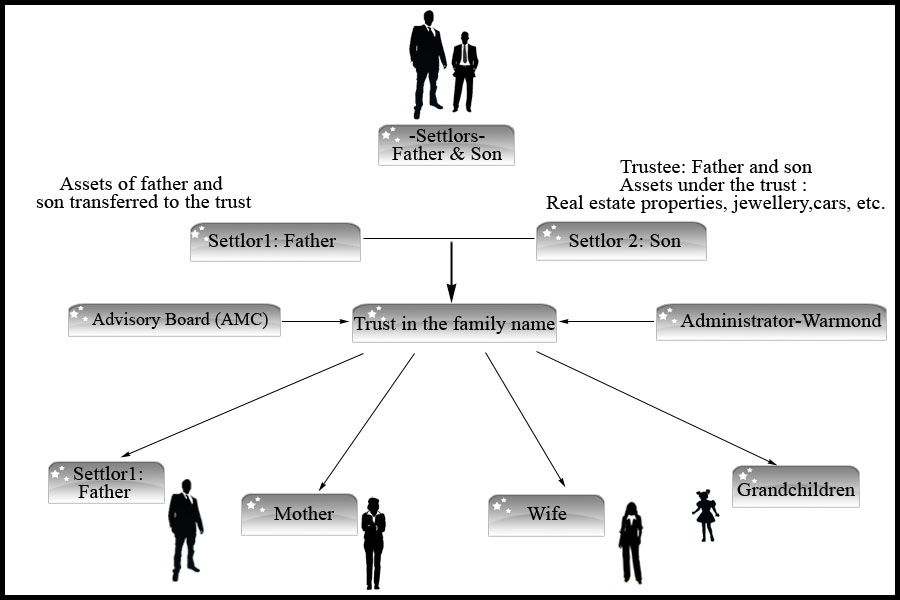 -Settlors-
Father & Son
Assets of father and
son transferred to the trust
Trustee: Father and son
Assets under the trust :
Real estate properties, jewellery,cars, etc.
Settlor1: Father
Settlor 2: Son
Advisory Board (AMC)
Trust in the family name
Administrator-Warmond
Settlor1:
Father
Mother
Wife
Grandchildren